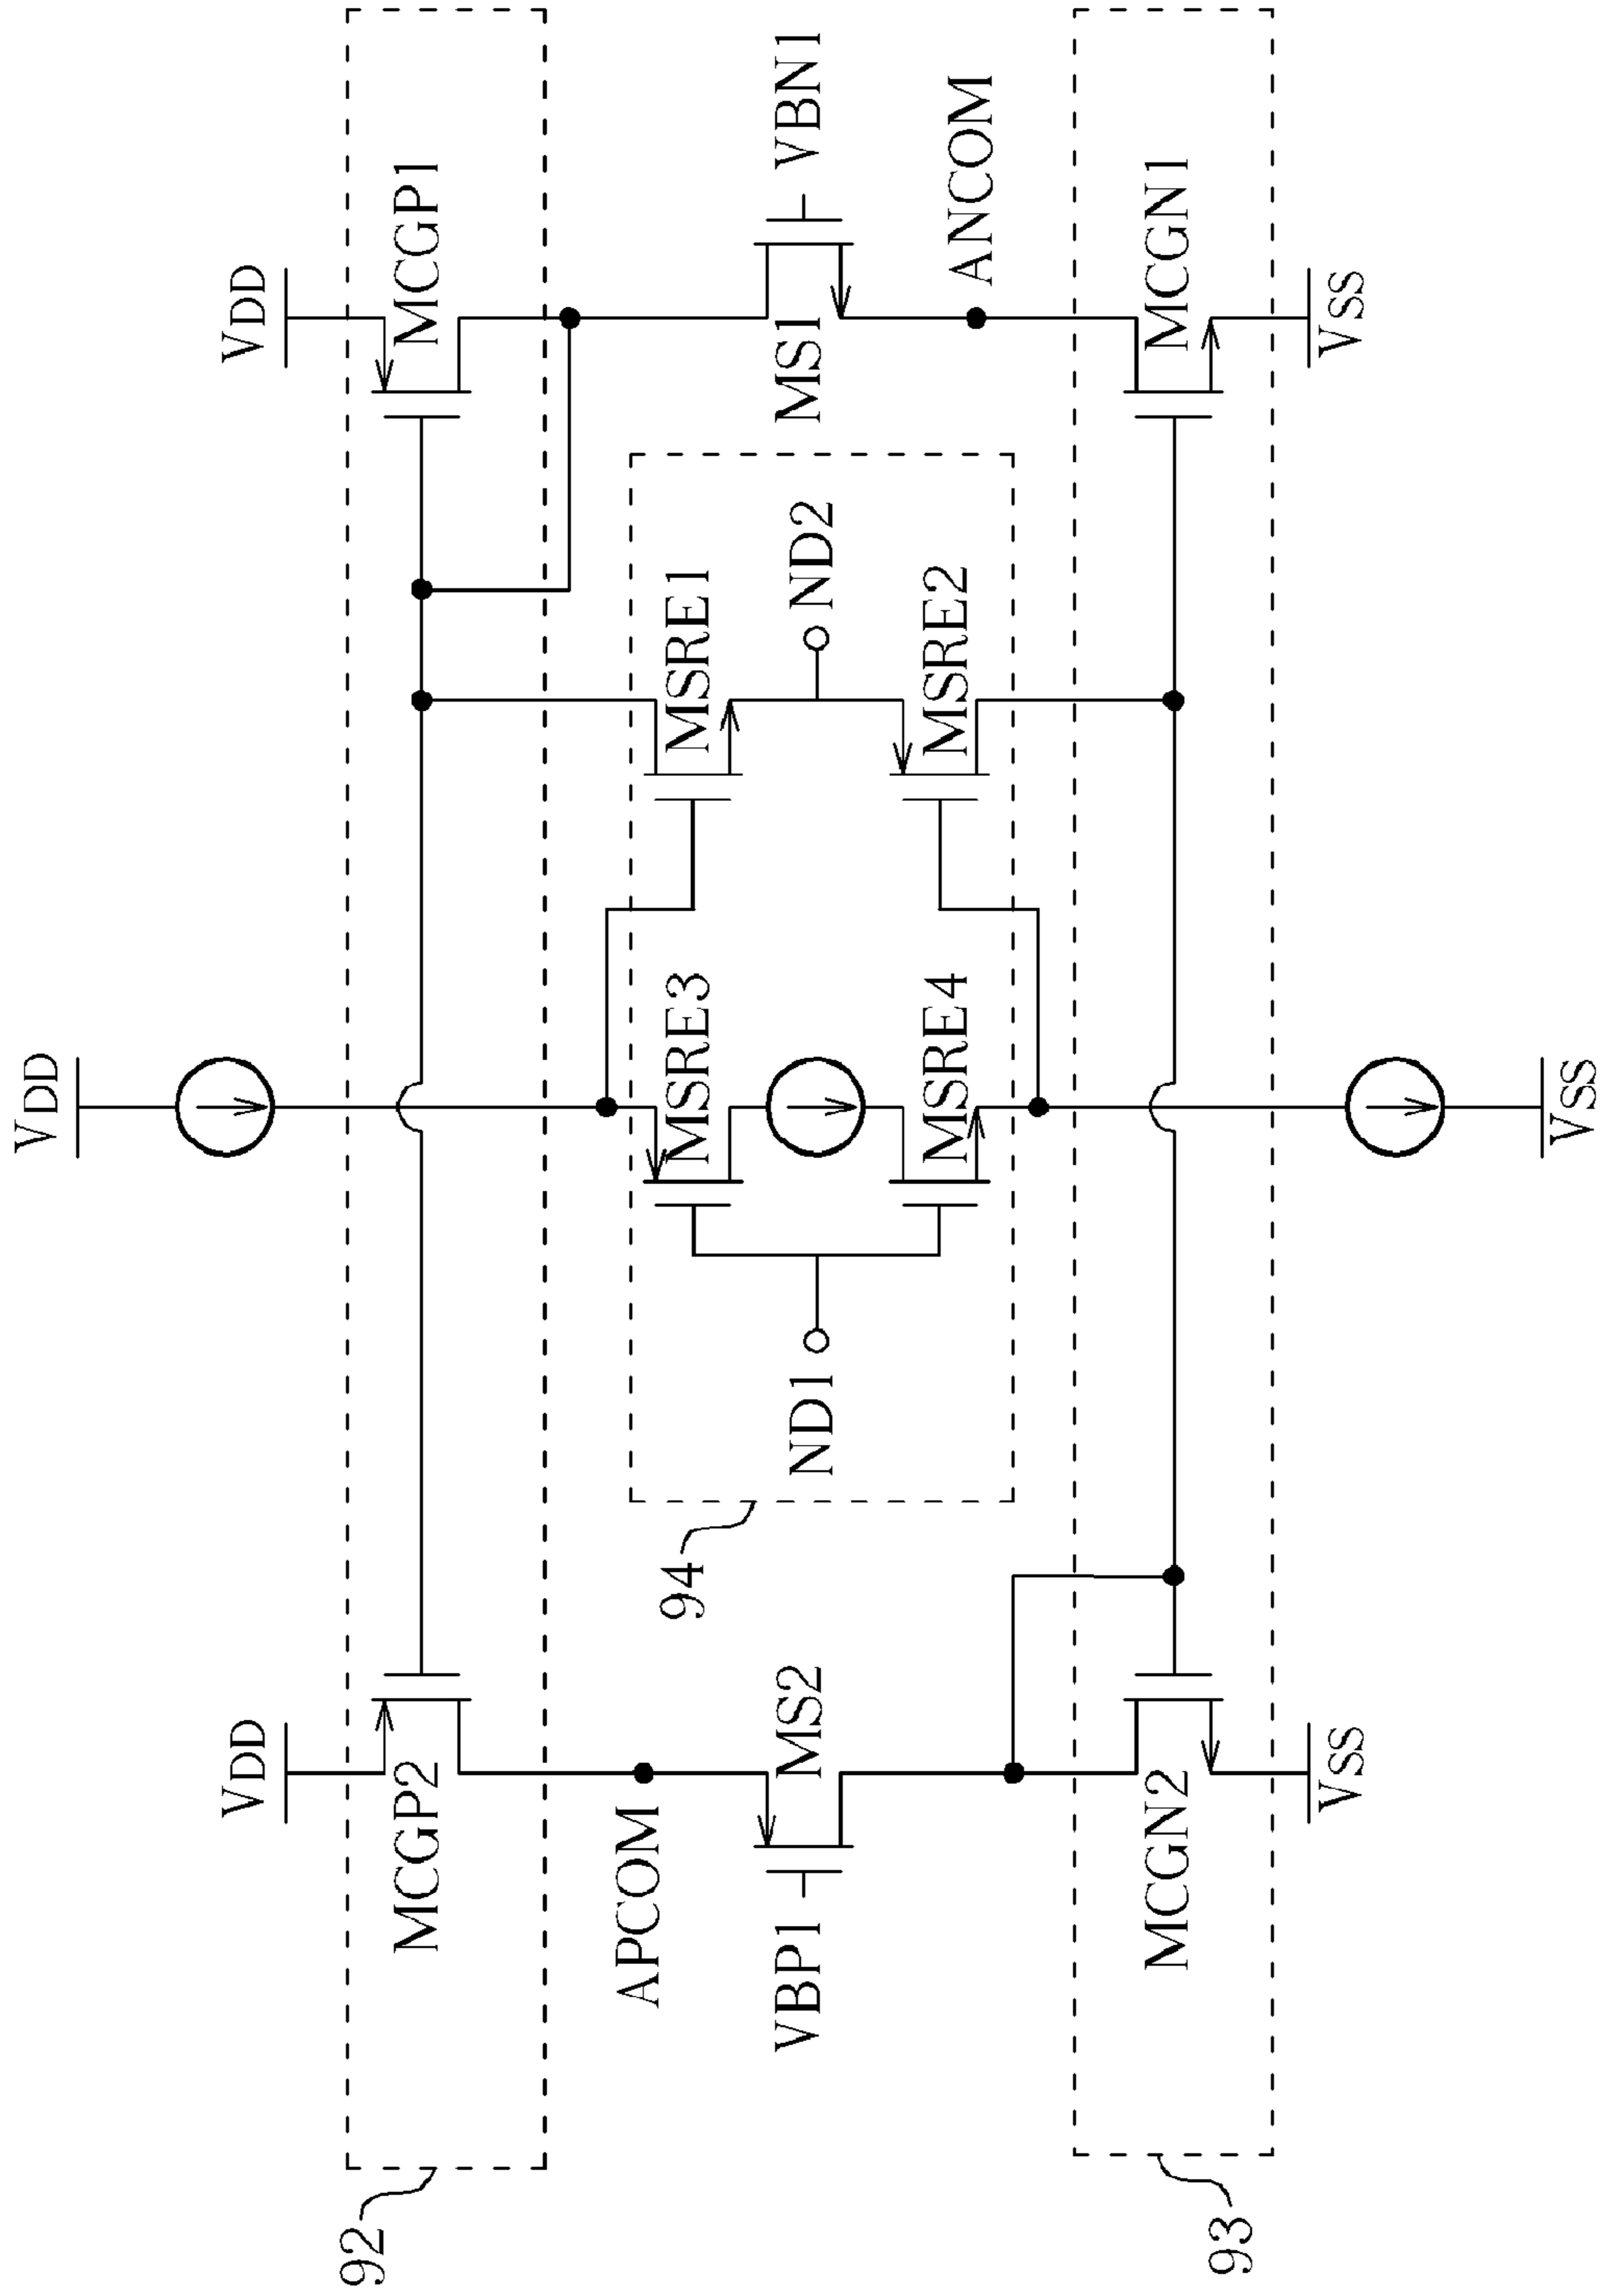 VDD
VDD
VDD
92
MCGP2
MCGP1
APCOM
94
MSRE3
MSRE1
VBP1
MS2
ND1
ND2
MS1
VBN1
MSRE4
MSRE2
ANCOM
MCGN2
MCGN1
93
VSS
VSS
VSS